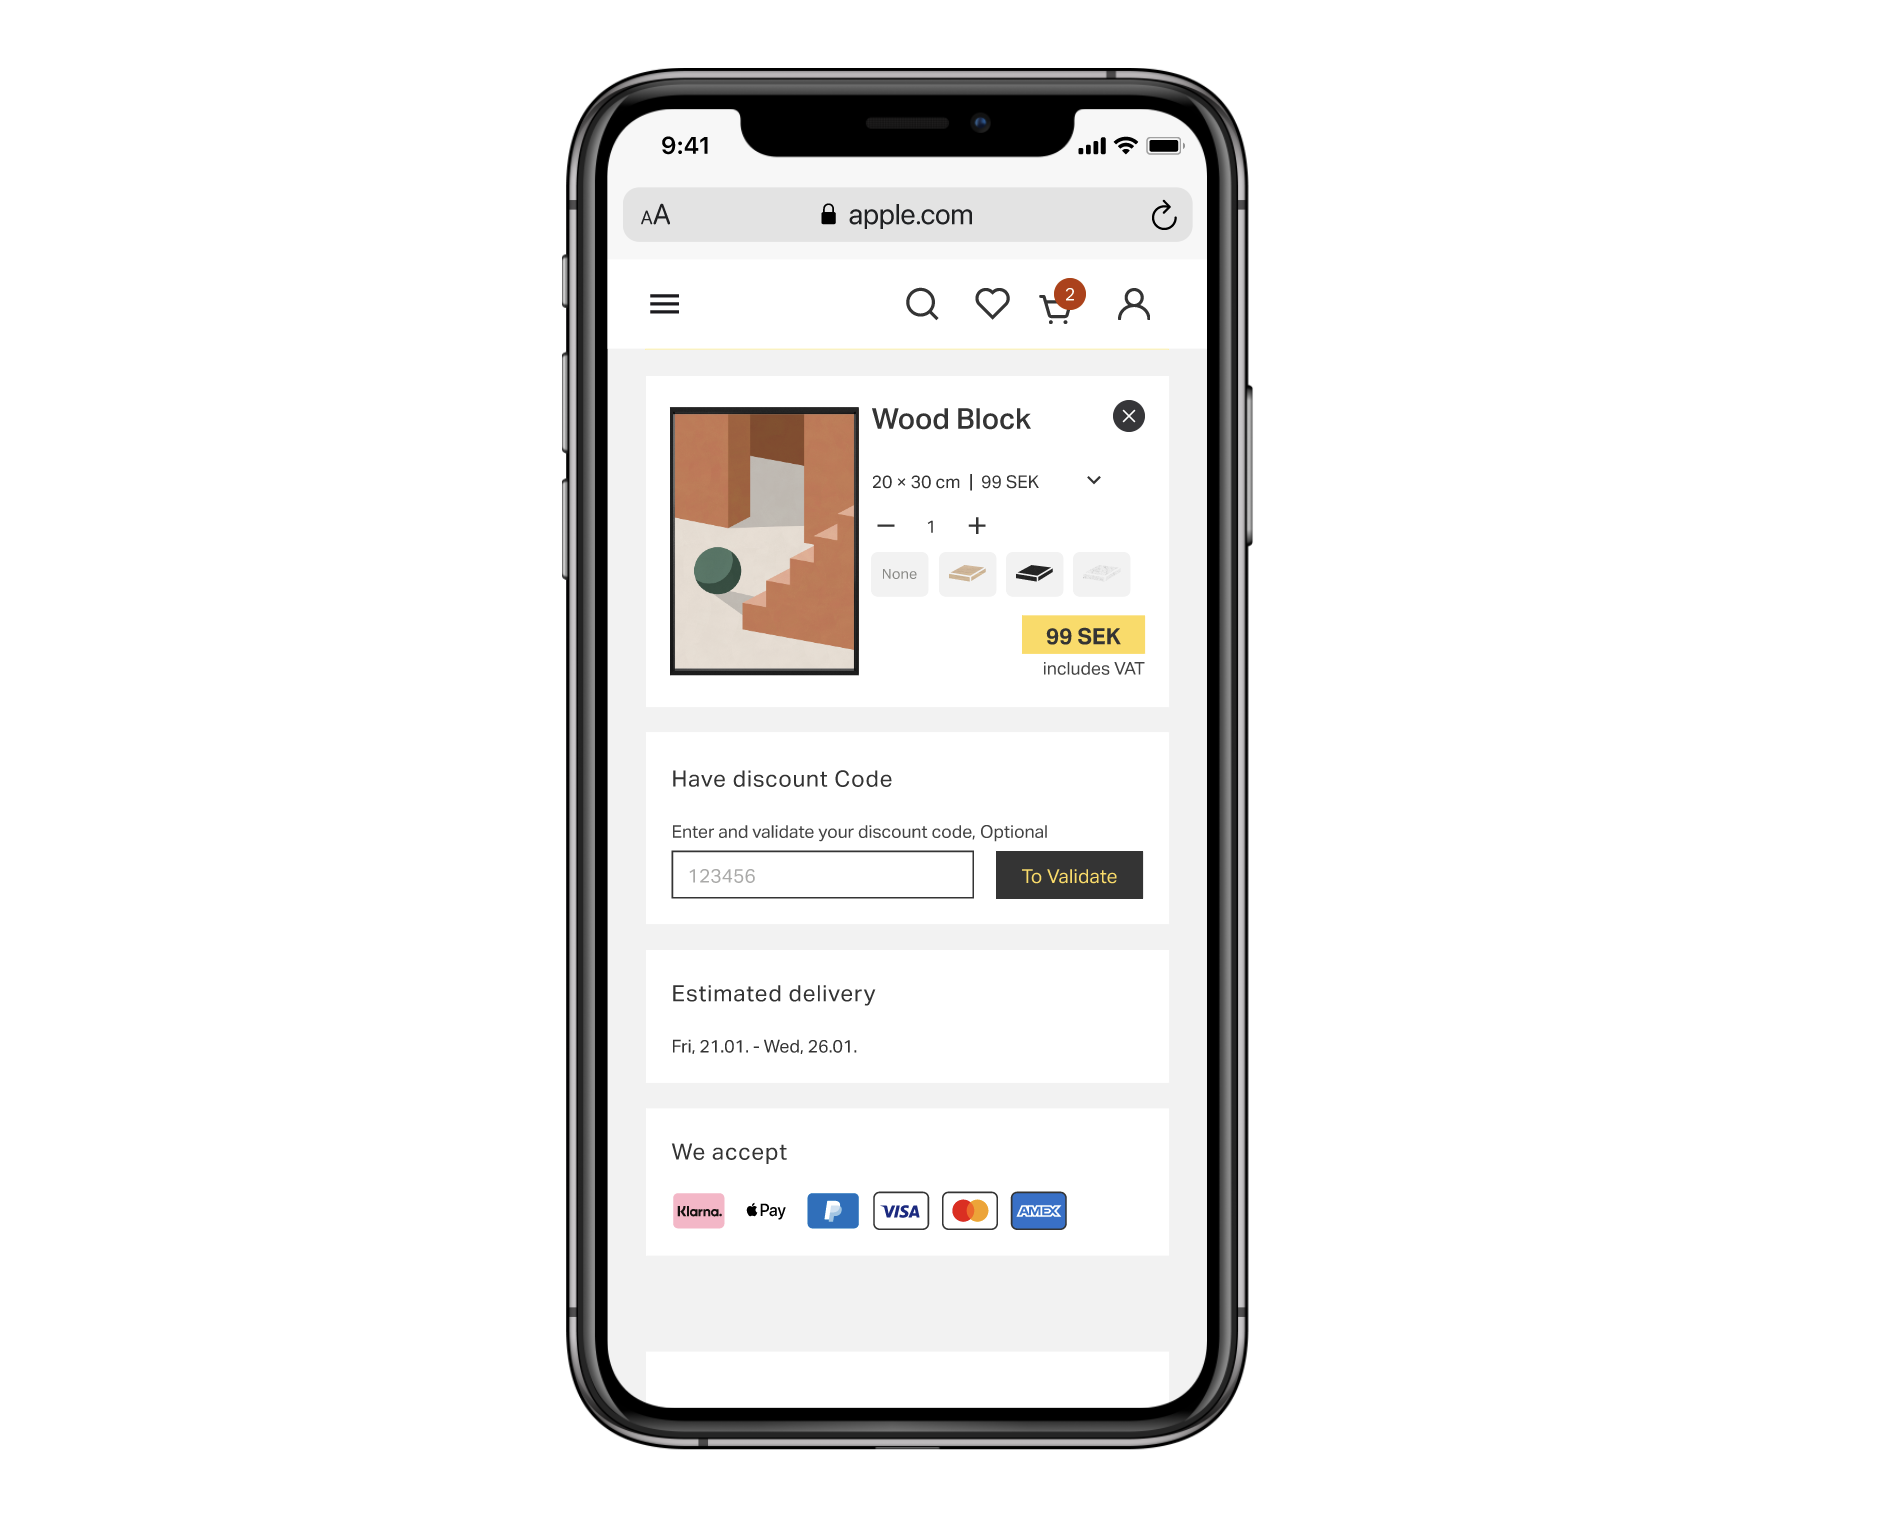 9:41
AA apple.com
2
Wood Block
20 × 30 cm | 99 SEK
1
None
99 SEK
includes VAT
Have discount Code
Enter and validate your discount code, Optional
123456 To Validate
Estimated delivery
Fri, 21.01. - Wed, 26.01.
We accept
Klarna. Pay P VISA AMEX